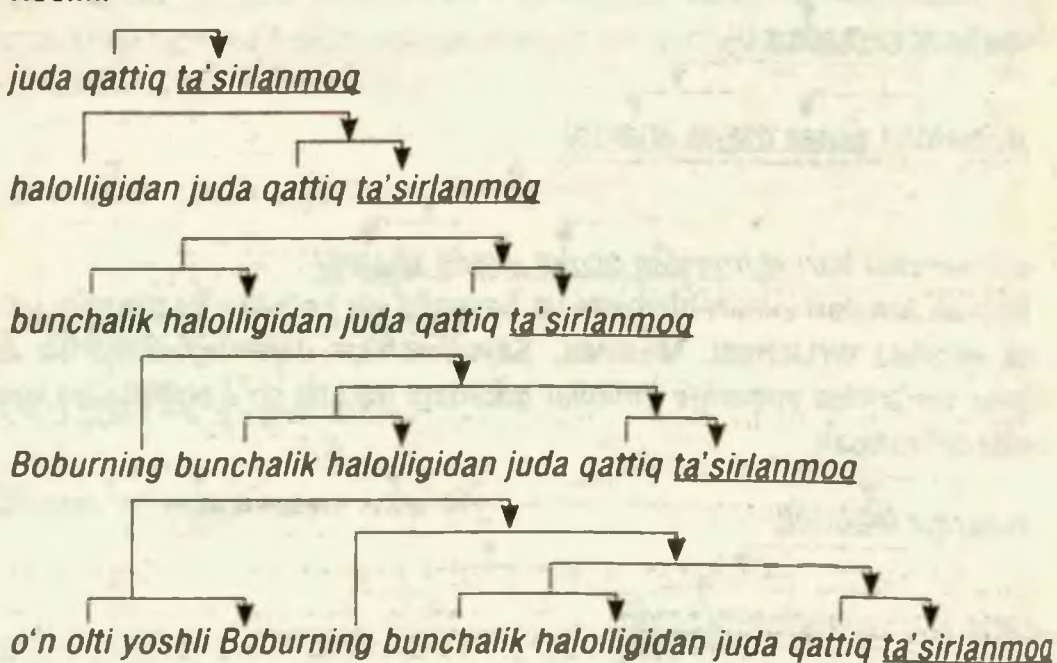 juda qattiq ta'sirlanmoq
halolligidan juda qattiq ta'sirlanmoq
bunchalik halolligidan juda qattiq ta'sirlanmoq
Boburning bunchalik halolligidan juda qattiq ta'sirlanmoq
o'n olti yoshli Boburning bunchalik halolligidan juda qattiq ta'sirlanmoq